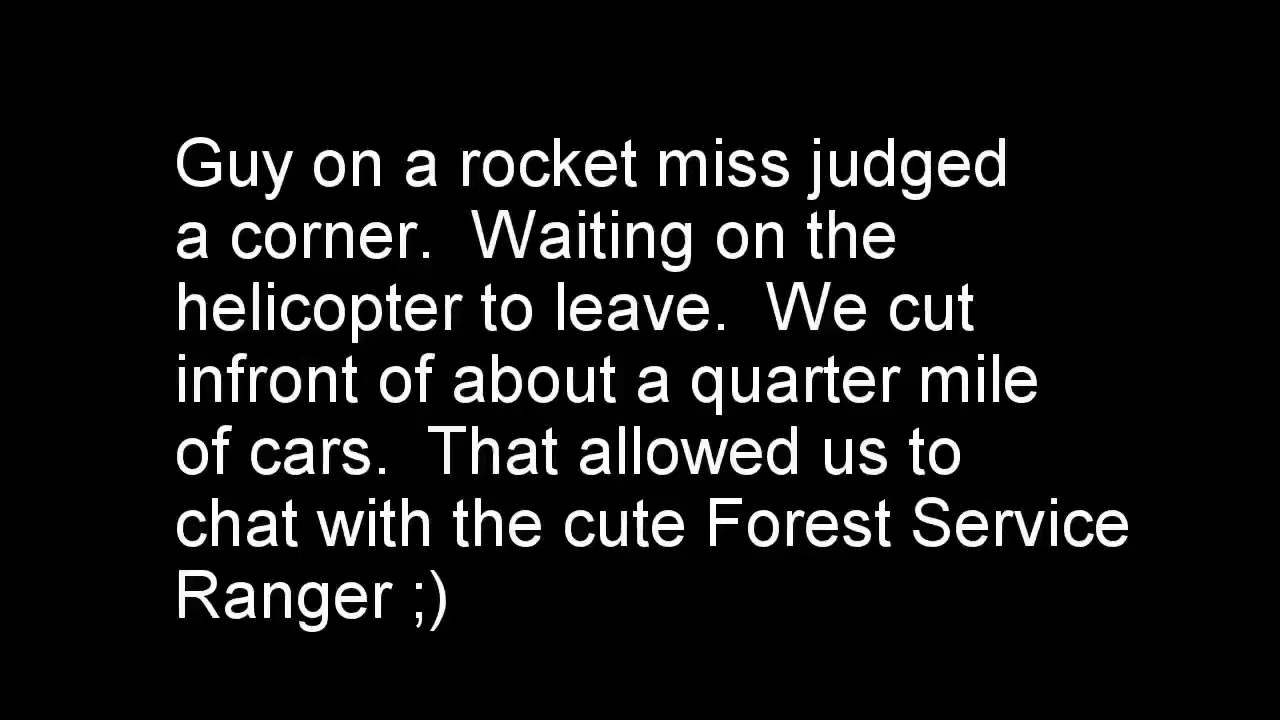 Guy on a rocket miss judged
a corner.  Waiting on the
helicopter to leave.  We cut
infront of about a quarter mile
of cars.  That allowed us to
chat with the cute Forest Service
Ranger ;)